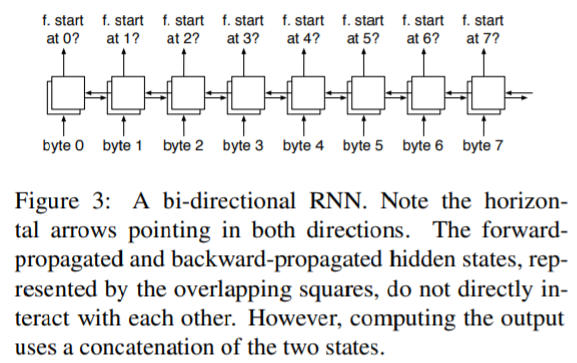 f. start f. start f. start f. start f. start f. start f. start f. start
at 0? at 1? at 2? at 3? at 4? at 5? at 6? at 7?
byte 0 byte 1 byte 2 byte 3 byte 4 byte 5 byte 6 byte 7
Figure 3: A bi-directional RNN. Note the horizon-
tal arrows pointing in both directions. The forward-
propagated and backward-propagated hidden states, rep-
resented by the overlapping squares, do not directly in-
teract with each other. However, computing the output
uses a concatenation of the two states.